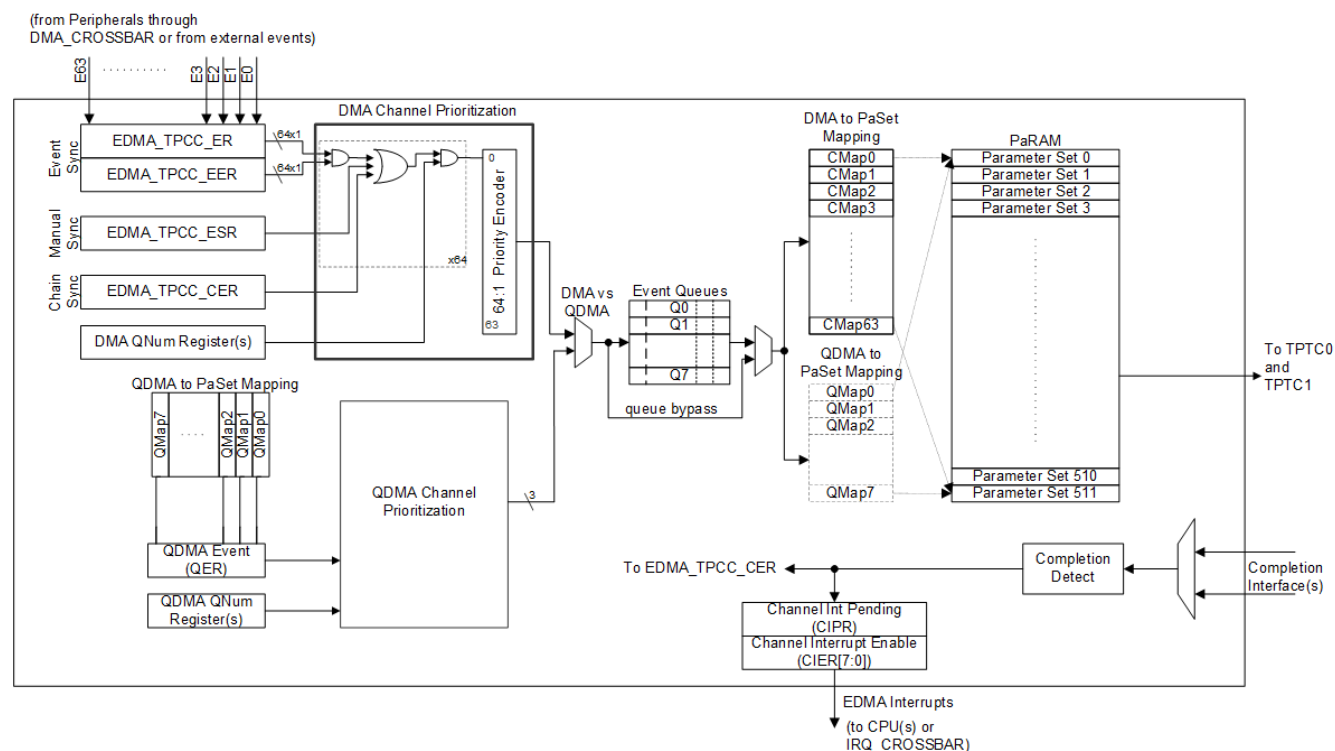 (from Peripherals through
DMA_CROSSBAR or from external events)
E63
E3
E2
E1
E0
DMA Channel Prioritization
Event
Sync
EDMA_TPCC_ER
64x1
EDMA_TPCC_EER
64x1
Manual
Sync
EDMA_TPCC_ESR
Chain
Sync
EDMA_TPCC_CER
DMA QNum Register(s)
x64
0
64:1 Priority Encoder
63
DMA vs
QDMA
Event Queues
Q0
Q1
Q7
queue bypass
DMA to PaSet
Mapping
CMap0
CMap1
CMap2
CMap3
CMap63
QDMA to
PaSet Mapping
QMap0
QMap1
QMap2
QMap7
PaRAM
Parameter Set 0
Parameter Set 1
Parameter Set 2
Parameter Set 3
Parameter Set 510
Parameter Set 511
To TPTC0
and
TPTC1
QDMA to PaSet Mapping
QMap7
QMap2
QMap1
QMap0
QDMA Event
(QER)
QDMA QNum
Register(s)
QDMA Channel
Prioritization
3
To EDMA_TPCC_CER
Completion
Detect
Completion
Interface(s)
Channel Int Pending
(CIPR)
Channel Interrupt Enable
(CIER[7:0])
EDMA Interrupts
(to CPU(s) or
IRQ_CROSSBAR)